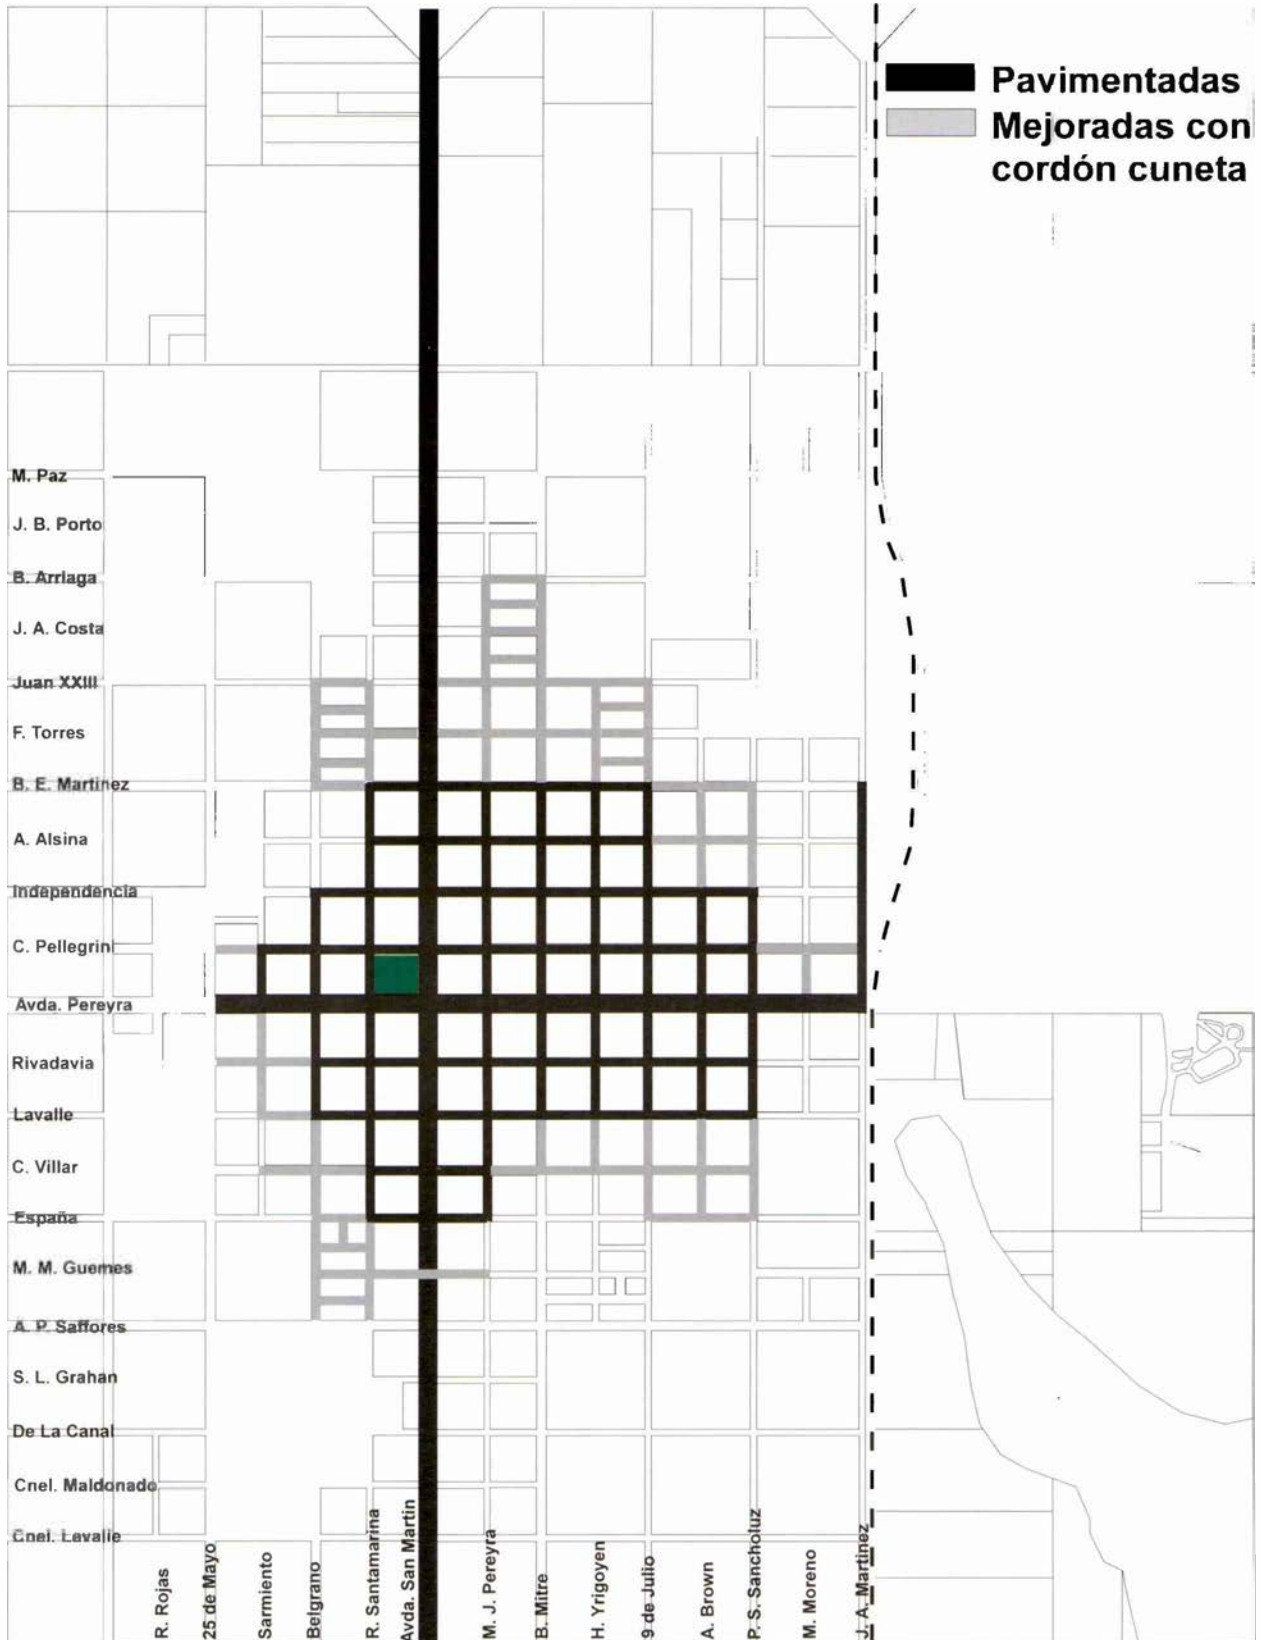 Pavimentadas
Mejoradas con
cordón cuneta
M. Paz
J. B. Porto
B. Arriaga
J. A. Costa
Juan XXIII
F. Torres
B. E. Martinez
A. Alsina
Independencia
C. Pellegrini
Avda. Pereyra
Rivadavia
Lavalle
C. Villar
España
M. M. Guemes
A. P. Saffores
S. L. Grahan
De La Canal
Cnel. Maldonado
Cnel. Lavalle
R. Rojas
25 de Mayo
Sarmiento
Belgrano
R. Santamarina
Avda. San Martin
M. J. Pereyra
B. Mitre
H. Yrigoyen
9 de Julio
A. Brown
P. S. Sancholuz
M. Moreno
J. A. Martinez